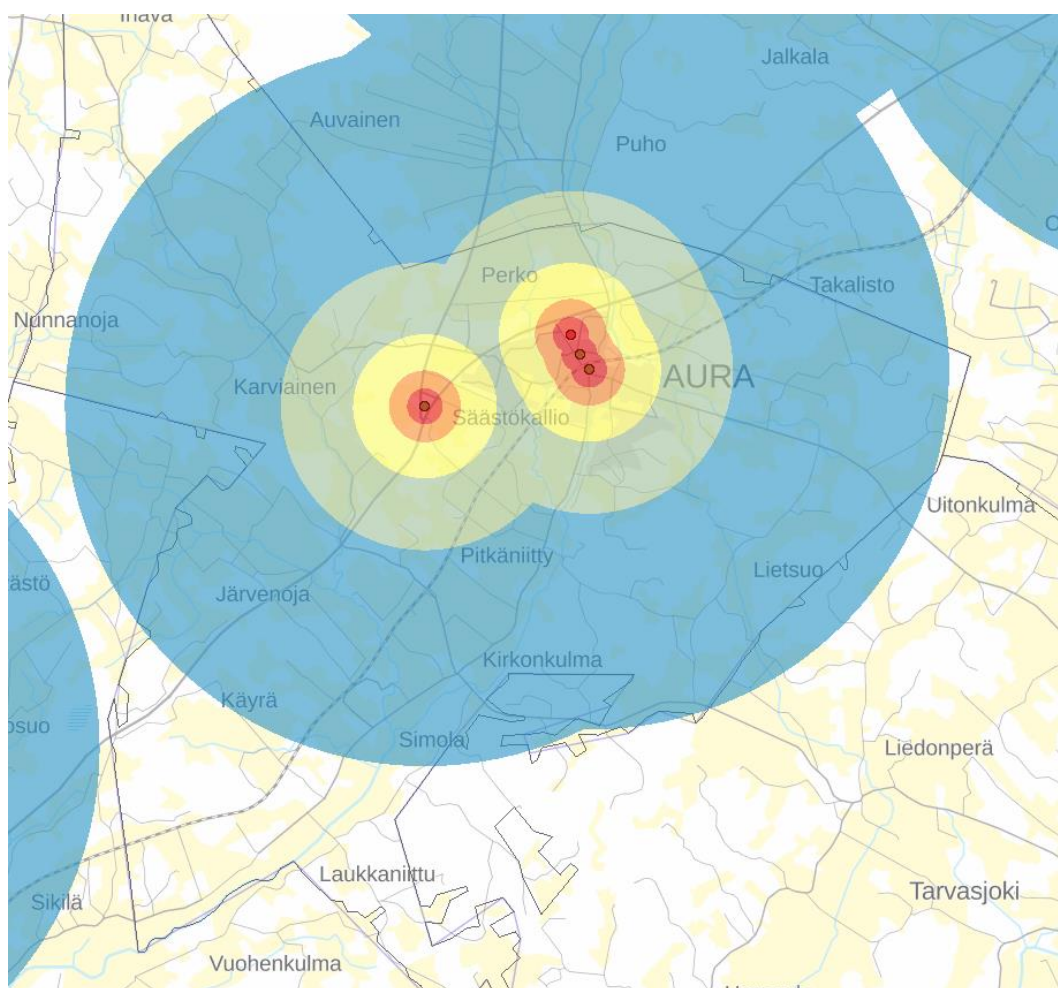 Ihava
Jalkala
Auvainen
Puho
Perko
Takalisto
Nunnanoja
AURA
Karviainen
Säästökallio
Uitonkulma
Pitkäniitty
Lietsuo
Järvenoja
Kirkonkulma
Käyrä
Simola
Liedonperä
Laukkaniittu
Tarvasjoki
Sikilä
Vuohenkulma